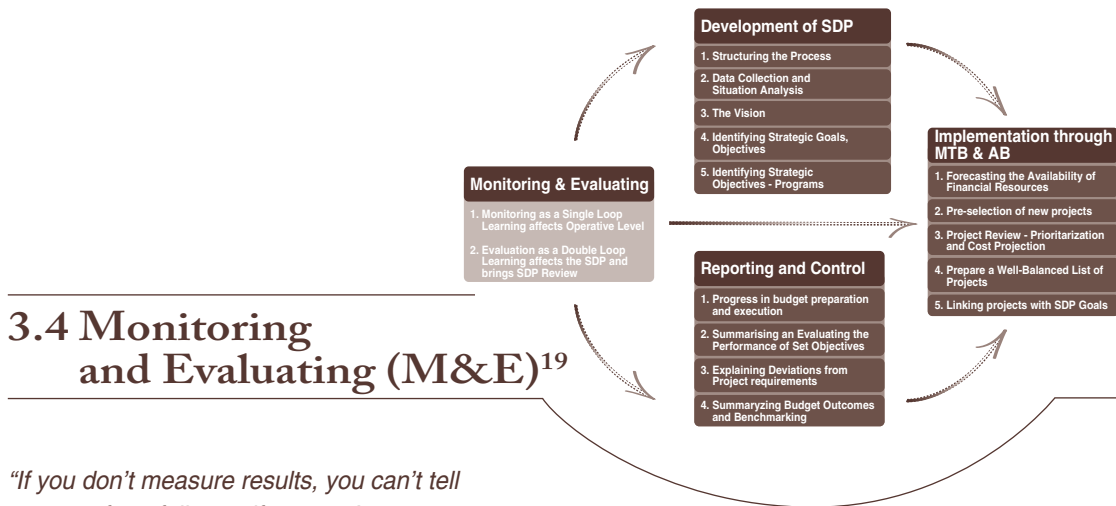 Development of SDP
1. Structuring the Process
2. Data Collection and
Situation Analysis
3. The Vision
4. Identifying Strategic Goals,
Objectives
5. Identifying Strategic
Objectives - Programs
Monitoring & Evaluating
1. Monitoring as a Single Loop
Learning affects Operative Level
2. Evaluation as a Double Loop
Learning affects the SDP and
brings SDP Review
Implementation through
MTB & AB
1. Forecasting the Availability of
Financial Resources
2. Pre-selection of new projects
3. Project Review - Prioritarization
and Cost Projection
4. Prepare a Well-Balanced List of
Projects
5. Linking projects with SDP Goals
Reporting and Control
1. Progress in budget preparation
and execution
2. Summarising an Evaluating the
Performance of Set Objectives
3. Explaining Deviations from
Project requirements
4. Summaryzing Budget Outcomes
and Benchmarking
3.4 Monitoring
and Evaluating (M&E)19
“If you don’t measure results, you can’t tell